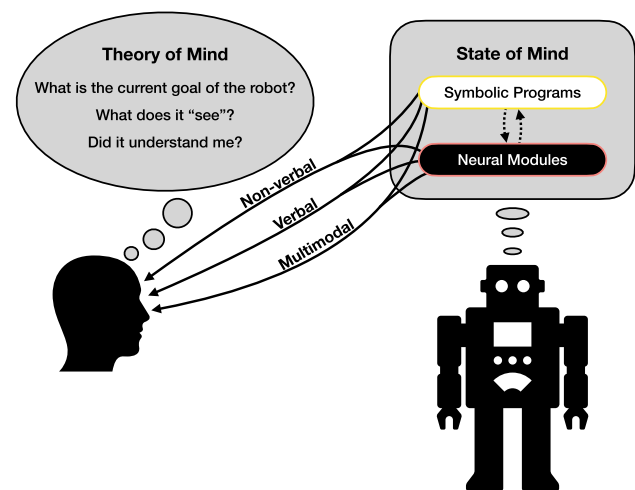 Theory of Mind
What is the current goal of the robot?
What does it “see”?
Did it understand me?
State of Mind
Symbolic Programs
Neural Modules
Non-verbal
Verbal
Multimodal